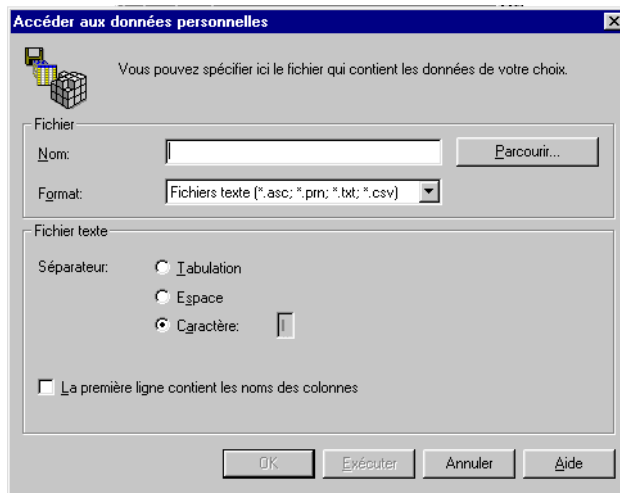 Accéder aux données personnelles
Vous pouvez spécifier ici le fichier qui contient les données de votre choix.
Fichier
Nom:
Parcourir...
Format:
Fichiers texte (*.asc; *.prn; *.txt; *.csv)
Fichier texte
Séparateur:
Tabulation
Espace
Caractère:
La première ligne contient les noms des colonnes
OK Exécuter Annuler Aide